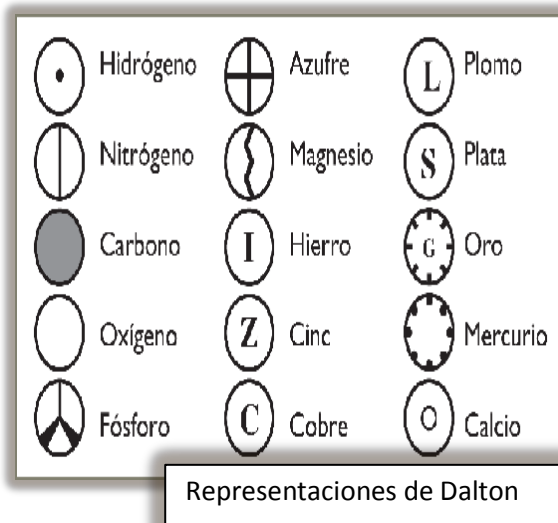 Hidrógeno Azufre L Plomo
Nitrógeno Magnesio S Plata
Carbono I Hierro G Oro
Oxígeno Z Cinc Mercurio
Fósforo C Cobre Calcio
Representaciones de Dalton